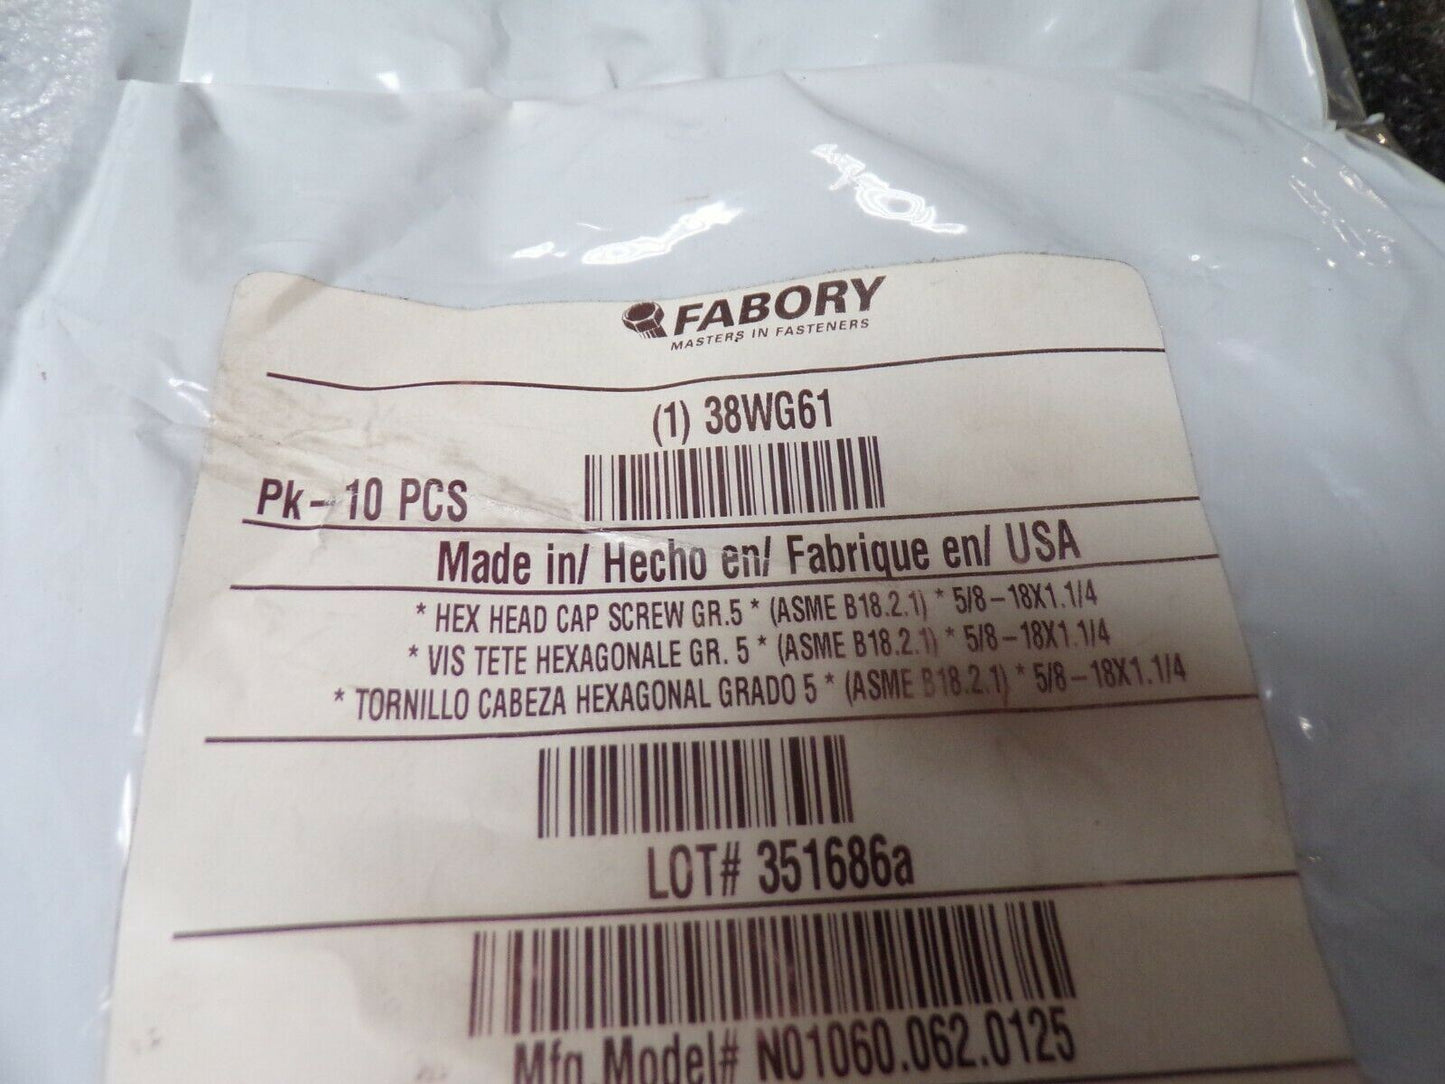 FABORY
MASTERS IN FASTENERS
(1) 38WG61
Pk- 10 PCS
Made in/ Hecho en/ Fabrique en/ USA
* HEX HEAD CAP SCREW GR.5 * (ASME B18.2.1) * 5/8-18X1.1/4
* VIS TETE HEXAGONALE GR. 5 * (ASME B18.2.1) * 5/8-18X1.1/4
* TORNILLO CABEZA HEXAGONAL GRADO 5 * (ASME B18.2.1) * 5/8-18X1.1/4
LOT# 351686a
Mfg Model# N01060.062.0125